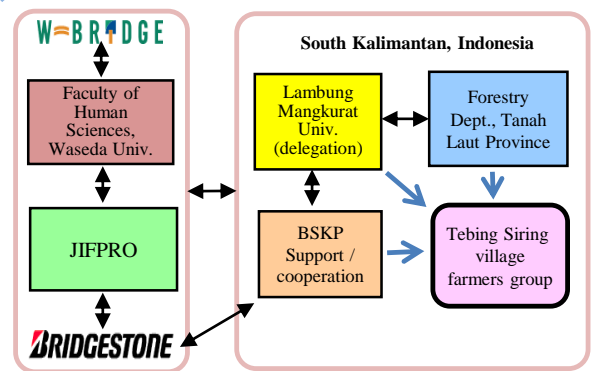 W-BRIDGE
Faculty of
Human
Sciences,
Waseda Univ.
JIFPRO
BRIDGESTONE
South Kalimantan, Indonesia
Lambung
Mangkurat
Univ.
(delegation)
Forestry
Dept., Tanah
Laut Province
BSKP
Support /
cooperation
Tebing Siring
village
farmers group